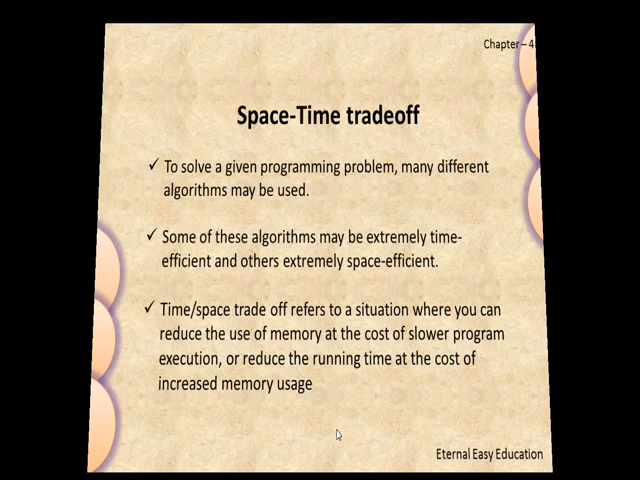 Chapter – 4
Space-Time tradeoff
✓ To solve a given programming problem, many different
algorithms may be used.
✓ Some of these algorithms may be extremely time-
efficient and others extremely space-efficient.
✓ Time/space trade off refers to a situation where you can
reduce the use of memory at the cost of slower program
execution, or reduce the running time at the cost of
increased memory usage
Eternal Easy Education